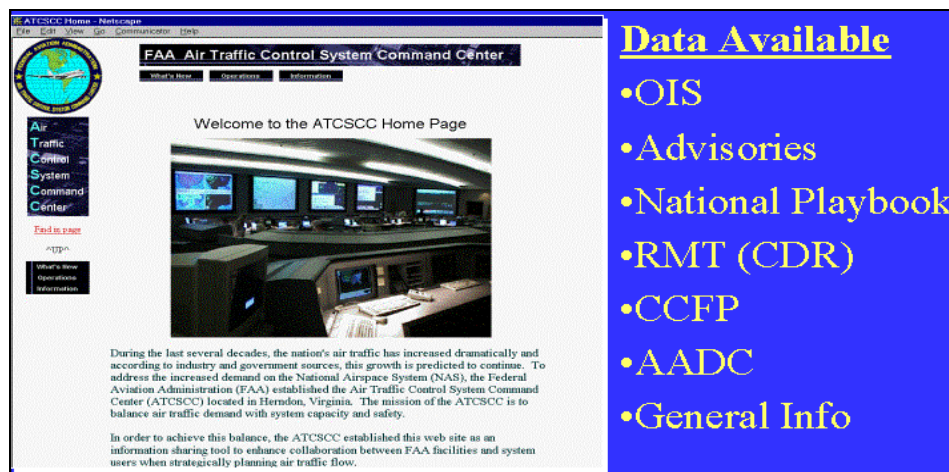 ATCSCC Home - Netscape
File Edit View Go Communicator Help
FAA Air Traffic Control System Command Center
What's New Operations Information
Air
Traffic
Control
System
Command
Center
Find in page
^UP^
What's New
Operations
Information
Welcome to the ATCSCC Home Page
During the last several decades, the nation's air traffic has increased dramatically and
according to industry and government sources, this growth is predicted to continue. To
address the increased demand on the National Airspace System (NAS), the Federal
Aviation Administration (FAA) established the Air Traffic Control System Command
Center (ATCSCC) located in Herndon, Virginia. The mission of the ATCSCC is to
balance air traffic demand with system capacity and safety.
In order to achieve this balance, the ATCSCC established this web site as an
information sharing tool to enhance collaboration between FAA facilities and system
users when strategically planning air traffic flow.
Data Available
•OIS
•Advisories
•National Playbook
•RMT (CDR)
•CCFP
•AADC
•General Info